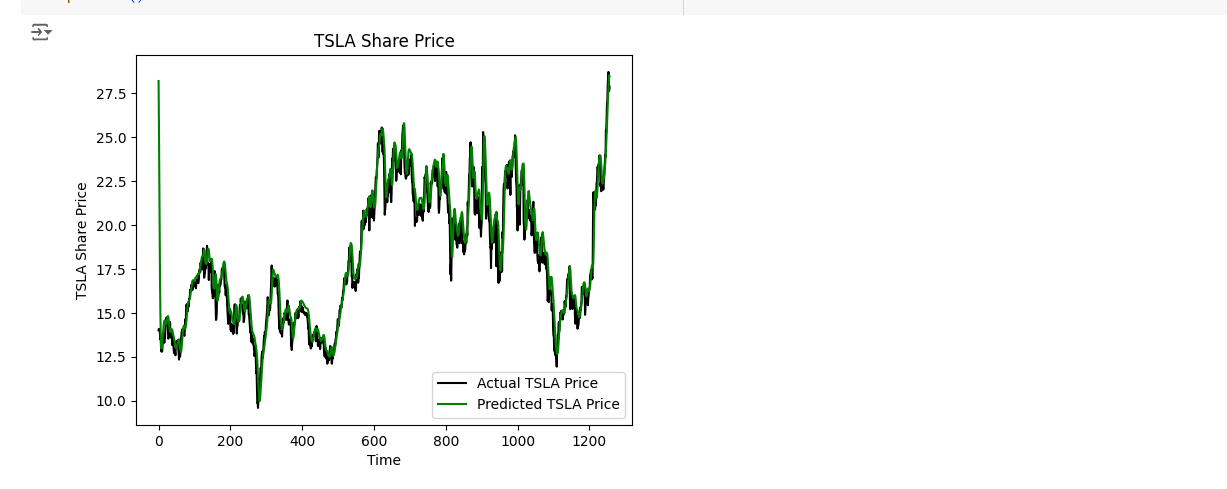 TSLA Share Price
27.5
25.0
22.5
20.0
17.5
15.0
12.5
10.0
TSLA Share Price
Actual TSLA Price
Predicted TSLA Price
0 200 400 600 800 1000 1200
Time